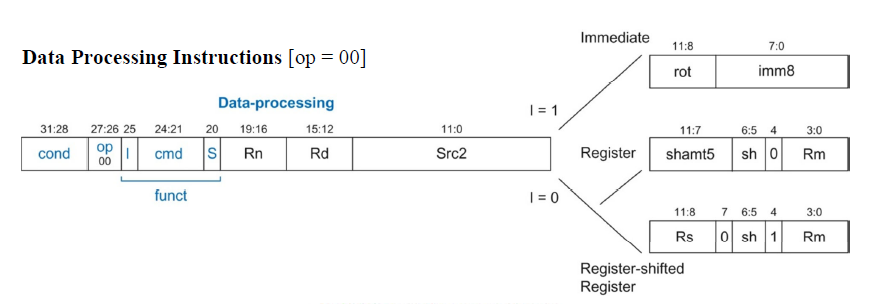 Data Processing Instructions [op = 00]
Data-processing
31:28 27:26 25 24:21 20 19:16 15:12 11:0
cond op 00 I cmd S Rn Rd Src2
funct
I = 1
I = 0
Immediate
11:8 7:0
rot imm8
Register
11:7 6:5 4 3:0
shamt5 sh 0 Rm
11:8 7 6:5 4 3:0
Rs 0 sh 1 Rm
Register-shifted
Register